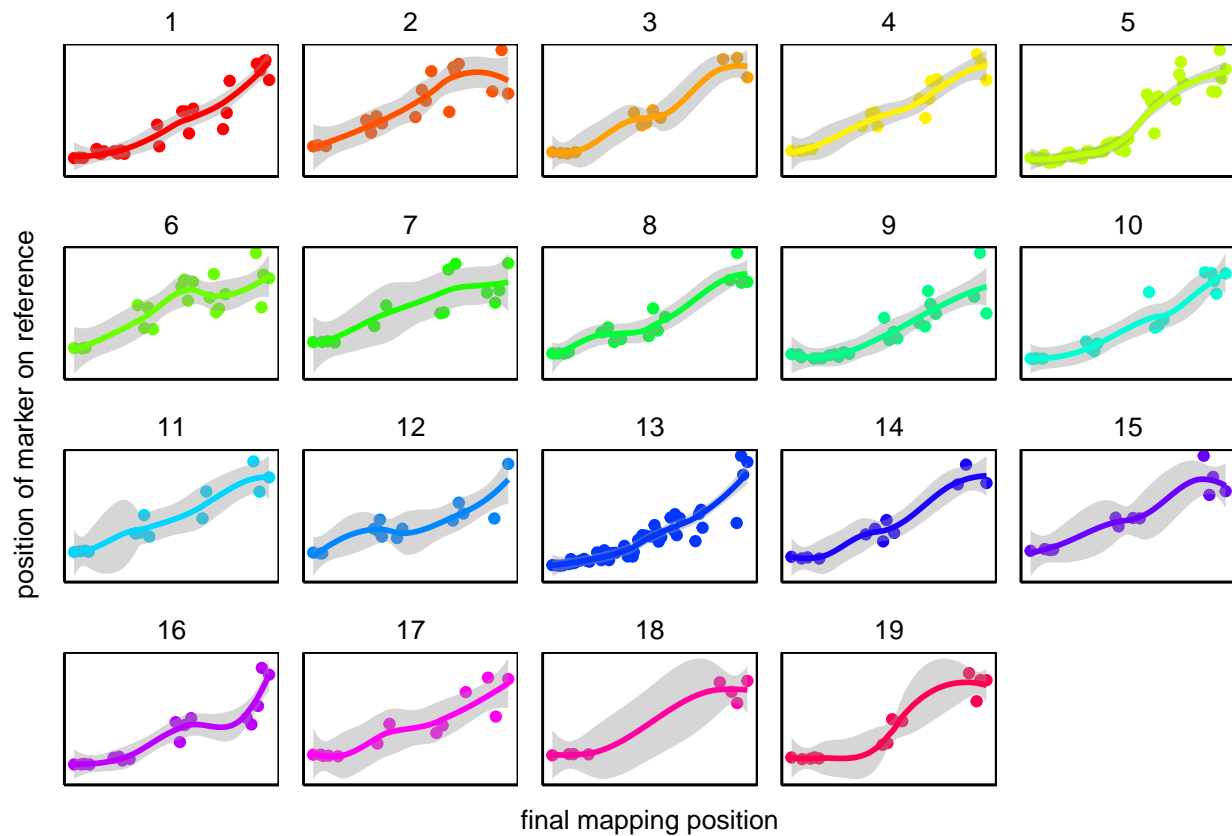 1 2 3 4 5
6 7 8 9 10
11 12 13 14 15
16 17 18 19
position of marker on reference
final mapping position